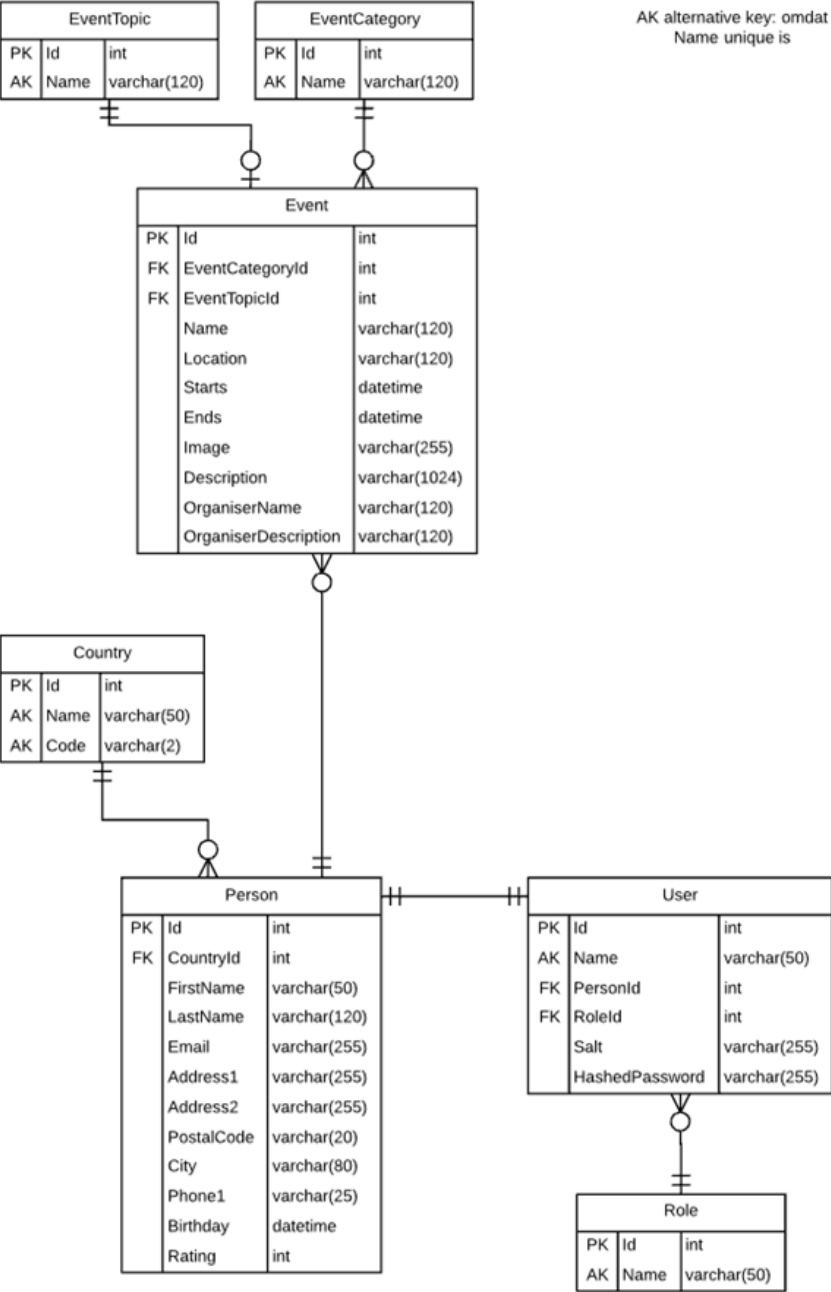 EventTopic
PK Id int
AK Name varchar(120)
EventCategory
PK Id int
AK Name varchar(120)
AK alternative key: omdat
Name unique is
Event
PK Id int
FK EventCategoryId int
FK EventTopicId int
Name varchar(120)
Location varchar(120)
Starts datetime
Ends datetime
Image varchar(255)
Description varchar(1024)
OrganiserName varchar(120)
OrganiserDescription varchar(120)
Country
PK Id int
AK Name varchar(50)
AK Code varchar(2)
Person
PK Id int
FK CountryId int
FirstName varchar(50)
LastName varchar(120)
Email varchar(255)
Address1 varchar(255)
Address2 varchar(255)
PostalCode varchar(20)
City varchar(80)
Phone1 varchar(25)
Birthday datetime
Rating int
User
PK Id int
AK Name varchar(50)
FK PersonId int
FK RoleId int
Salt varchar(255)
HashedPassword varchar(255)
Role
PK Id int
AK Name varchar(50)